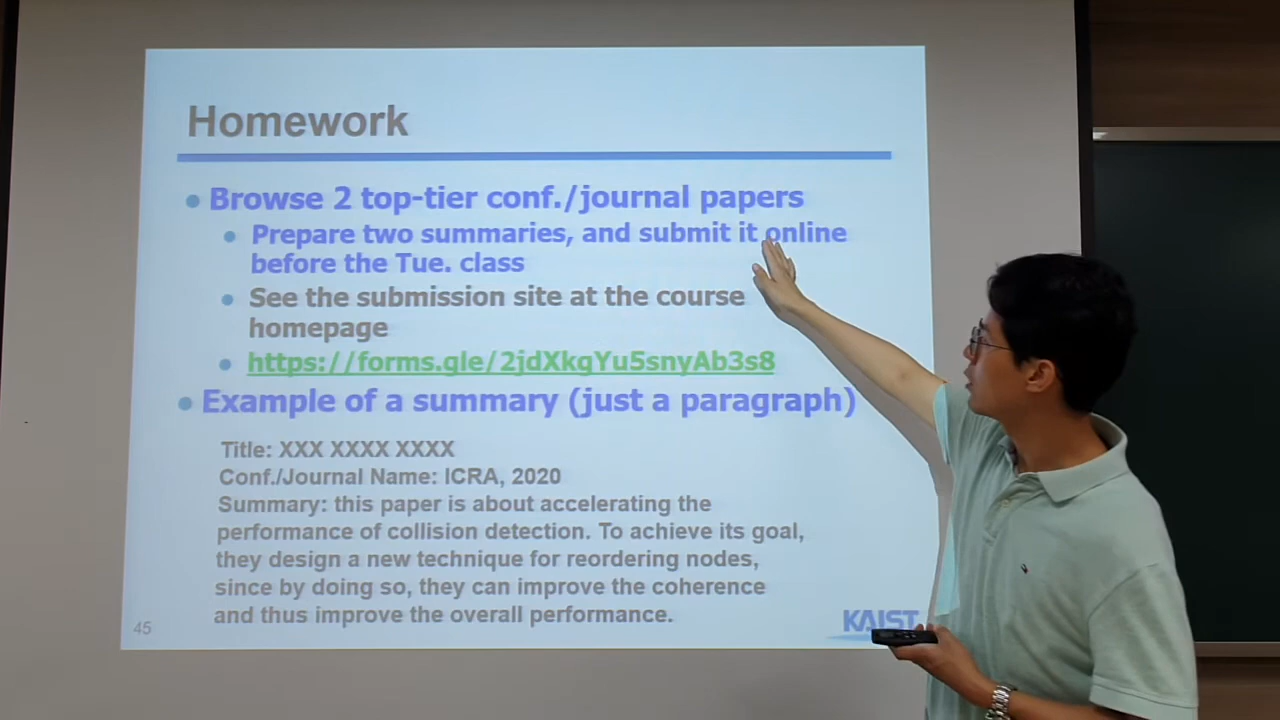 Homework
Browse 2 top-tier conf./journal papers
Prepare two summaries, and submit it online
before the Tue. class
See the submission site at the course
homepage
https://forms.gle/2jdXkgYu5snyAb3s8
Example of a summary (just a paragraph)
Title: XXX XXXX XXXX
Conf./Journal Name: ICRA, 2020
Summary: this paper is about accelerating the
performance of collision detection. To achieve its goal,
they design a new technique for reordering nodes,
since by doing so, they can improve the coherence
and thus improve the overall performance.
45
KAIST